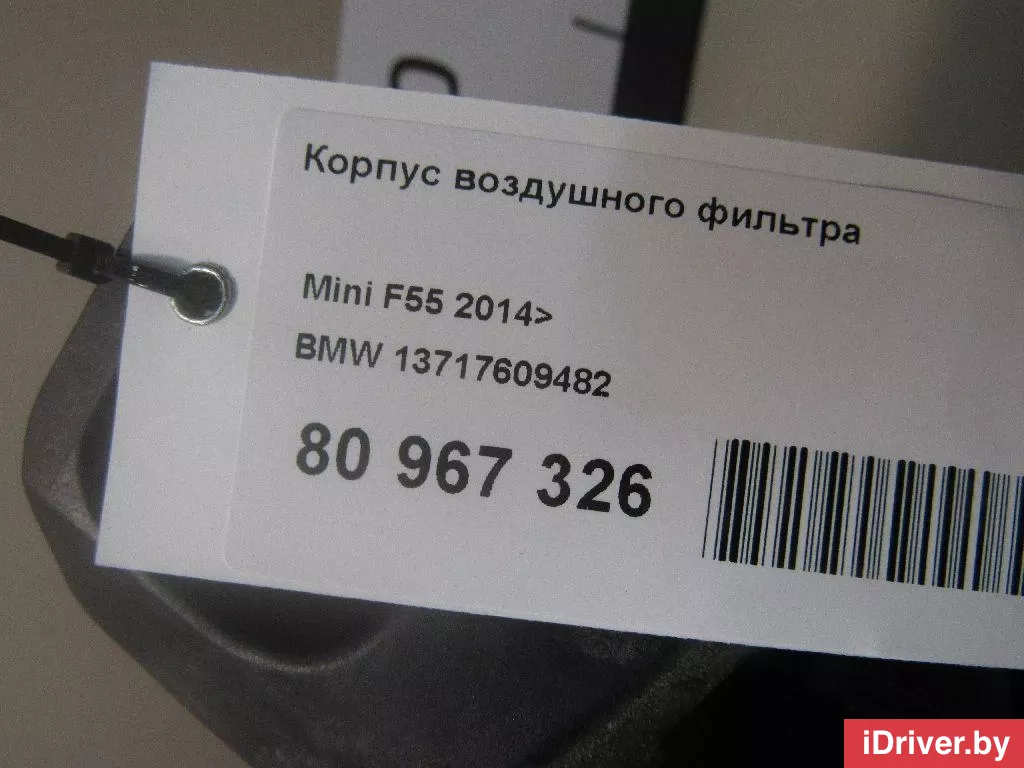 Корпус воздушного фильтра
Mini F55 2014>
BMW 13717609482
80 967 326
iDriver.by